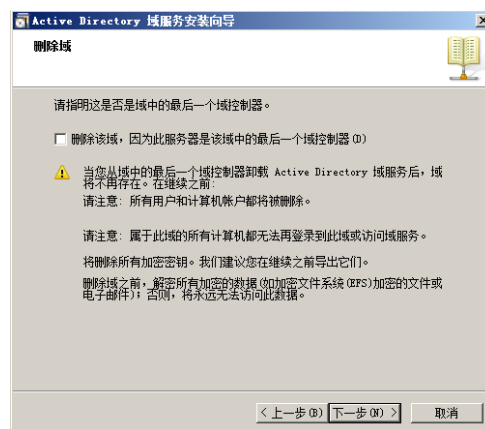 Active Directory 域服务安装向导
删除域
请指明这是否是域中的最后一个域控制器。
删除该域，因为此服务器是该域中的最后一个域控制器(D)
当您从域中的最后一个域控制器卸载 Active Directory 域服务后，域
将不再存在。在继续之前:
请注意: 所有用户和计算机帐户都将被删除。
请注意: 属于此域的所有计算机都无法再登录到此域或访问域服务。
将删除所有加密密钥。我们建议您在继续之前导出它们。
删除域之前，解密所有加密的数据(如加密文件系统(EFS)加密的文件或
电子邮件)；否则，将永远无法访问此数据。
< 上一步(B) 下一步(N) > 取消